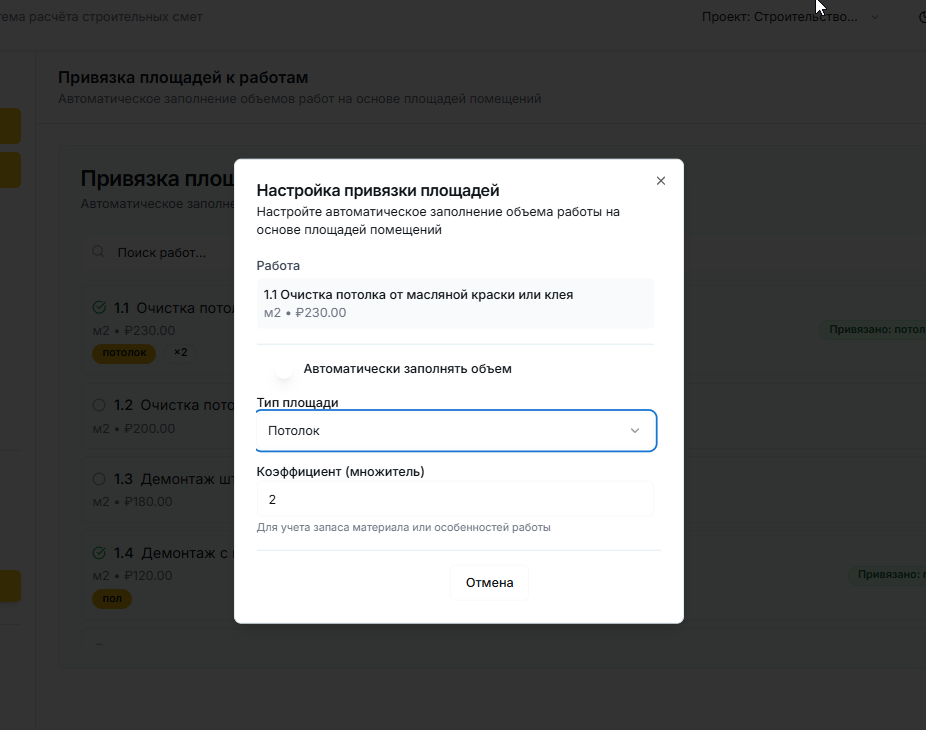 тема расчёта строительных смет
Проект: Строительство...
Привязка площадей к работам
Автоматическое заполнение объемов работ на основе площадей помещений
Привязка площ
Автоматическое заполне
Поиск работ...
1.1 Очистка потол
м2 • ₽230.00
потолок ×2
Привязано: потол
1.2 Очистка пото
м2 • ₽200.00
1.3 Демонтаж шт
м2 • ₽180.00
1.4 Демонтаж с
м2 • ₽120.00
пол
Привязано:
Настройка привязки площадей
Настройте автоматическое заполнение объема работы на
основе площадей помещений
Работа
1.1 Очистка потолка от масляной краски или клея
м2 • ₽230.00
Автоматически заполнять объем
Тип площади
Потолок
Коэффициент (множитель)
2
Для учета запаса материала или особенностей работы
Отмена